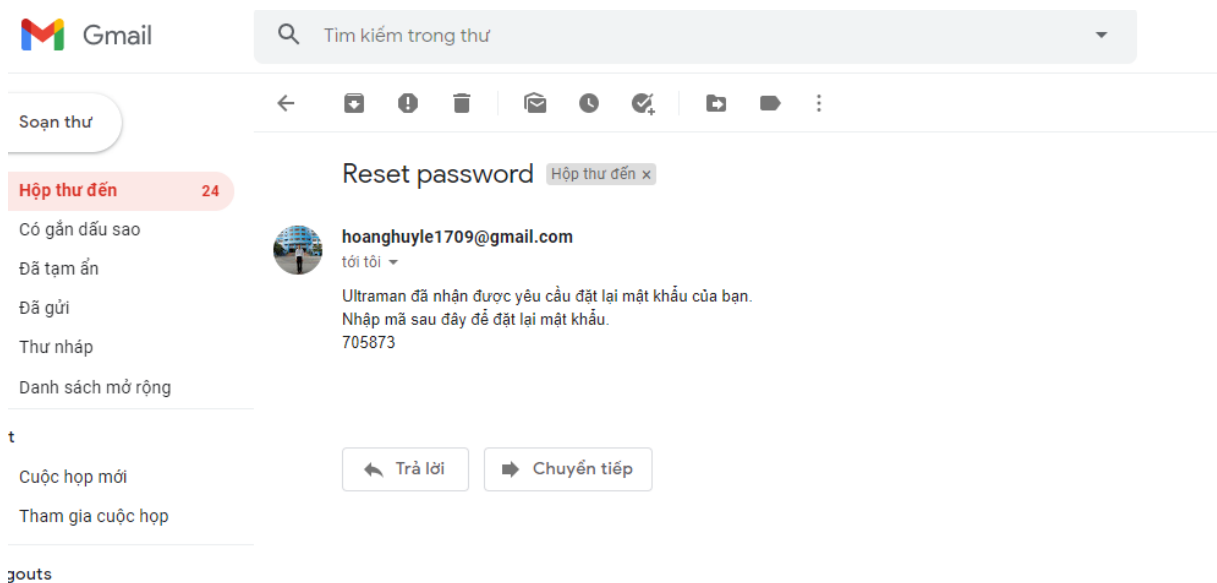 Gmail
Tìm kiếm trong thư
Soạn thư
Hộp thư đến 24
Có gắn dấu sao
Đã tạm ẩn
Đã gửi
Thư nháp
Danh sách mở rộng
t
Cuộc họp mới
Tham gia cuộc họp
gouts
Reset password Hộp thư đến x
hoanghuyle1709@gmail.com
tới tôi
Ultraman đã nhận được yêu cầu đặt lại mật khẩu của bạn.
Nhập mã sau đây để đặt lại mật khẩu.
705873
Trả lời
Chuyển tiếp